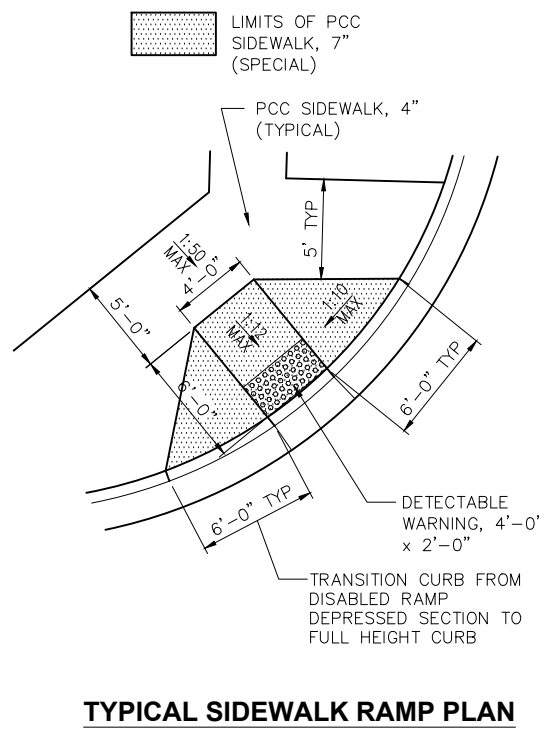 LIMITS OF PCC
SIDEWALK, 7"
(SPECIAL)
PCC SIDEWALK, 4"
(TYPICAL)
5' TYP
1:50
MAX
4'-0"
5'-0"
1:10
MAX
1:12
MAX
6'-0"
6'-0" TYP
6'-0" TYP
DETECTABLE
WARNING, 4'-0'
x 2'-0"
TRANSITION CURB FROM
DISABLED RAMP
DEPRESSED SECTION TO
FULL HEIGHT CURB
TYPICAL SIDEWALK RAMP PLAN